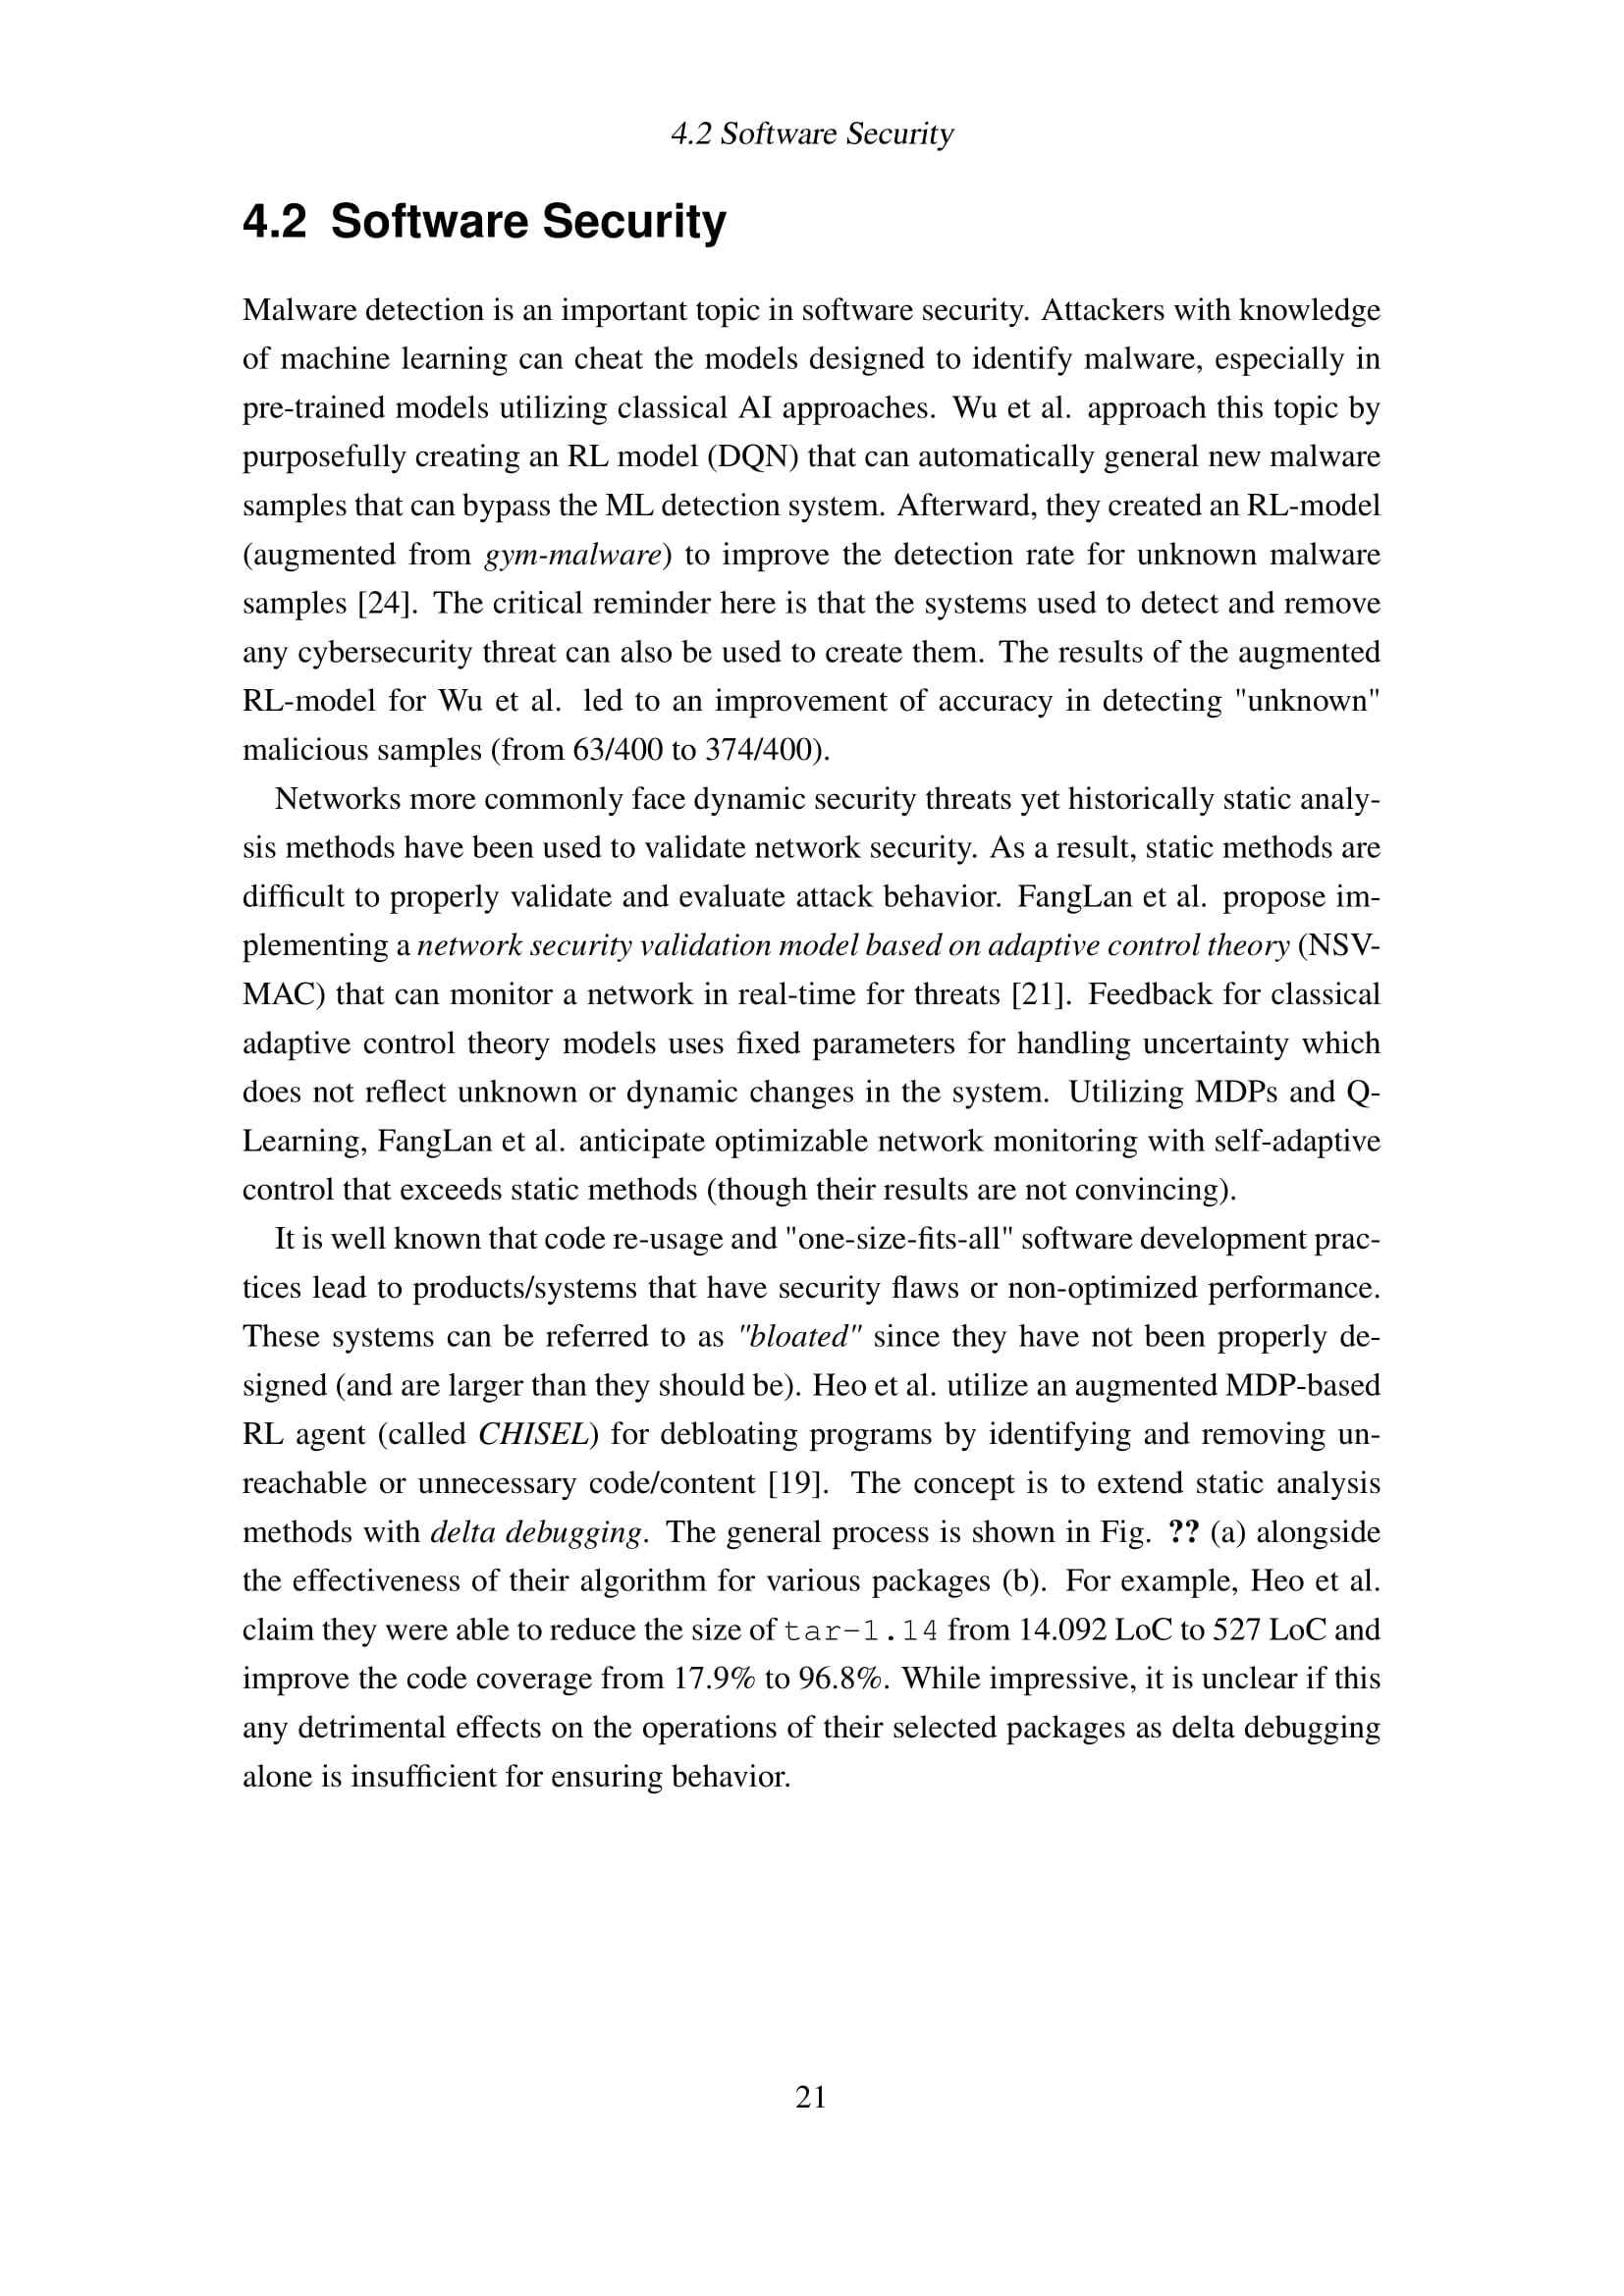 4.2 Software Security
4.2 Software Security
Malware detection is an important topic in software security. Attackers with knowledge
of machine learning can cheat the models designed to identify malware, especially in
pre-trained models utilizing classical AI approaches. Wu et al. approach this topic by
purposefully creating an RL model (DQN) that can automatically general new malware
samples that can bypass the ML detection system. Afterward, they created an RL-model
(augmented from gym-malware) to improve the detection rate for unknown malware
samples [24]. The critical reminder here is that the systems used to detect and remove
any cybersecurity threat can also be used to create them. The results of the augmented
RL-model for Wu et al. led to an improvement of accuracy in detecting "unknown"
malicious samples (from 63/400 to 374/400).
Networks more commonly face dynamic security threats yet historically static analy-
sis methods have been used to validate network security. As a result, static methods are
difficult to properly validate and evaluate attack behavior. FangLan et al. propose im-
plementing a network security validation model based on adaptive control theory (NSV-
MAC) that can monitor a network in real-time for threats [21]. Feedback for classical
adaptive control theory models uses fixed parameters for handling uncertainty which
does not reflect unknown or dynamic changes in the system. Utilizing MDPs and Q-
Learning, FangLan et al. anticipate optimizable network monitoring with self-adaptive
control that exceeds static methods (though their results are not convincing).
It is well known that code re-usage and "one-size-fits-all" software development prac-
tices lead to products/systems that have security flaws or non-optimized performance.
These systems can be referred to as "bloated" since they have not been properly de-
signed (and are larger than they should be). Heo et al. utilize an augmented MDP-based
RL agent (called CHISEL) for debloating programs by identifying and removing un-
reachable or unnecessary code/content [19]. The concept is to extend static analysis
methods with delta debugging. The general process is shown in Fig. ?? (a) alongside
the effectiveness of their algorithm for various packages (b). For example, Heo et al.
claim they were able to reduce the size of tar-1.14 from 14.092 LoC to 527 LoC and
improve the code coverage from 17.9% to 96.8%. While impressive, it is unclear if this
any detrimental effects on the operations of their selected packages as delta debugging
alone is insufficient for ensuring behavior.
21